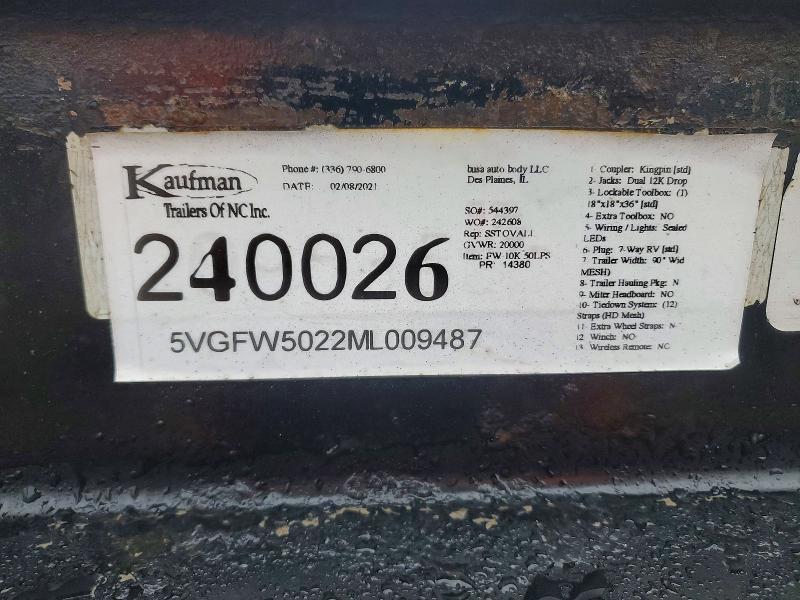 Kaufman
Trailers Of NC Inc.
Phone #: (336) 790-6800
DATE: 02/08/2021
busa auto body LLC
Des Plames, IL
SO#: 544397
WO#: 242608
Rep: SSTOVALL
GVWR: 20000
Item: FW 10K 50LPS
PR 14380
240026
5VGFW5022ML009487
1- Coupler: Kingpin [std]
2- Jacks: Dual 12K Drop
3- Lockable Toolbox: (1)
18"x18"x36" [std]
4- Extra Toolbox: NO
5- Wiring / Lights: Sealed
LEDs
6- Plug: 7-Way RV [std]
7 Trailer Width: 90" Wid
MESH)
8- Trailer Hauling Pkg: N
9- Miter Headboard: NO
10- Tiedown System: (12)
Straps (HD Mesh)
11 Extra Wheel Straps: N
12 Winch: NO
13 Wireless Remote: NC